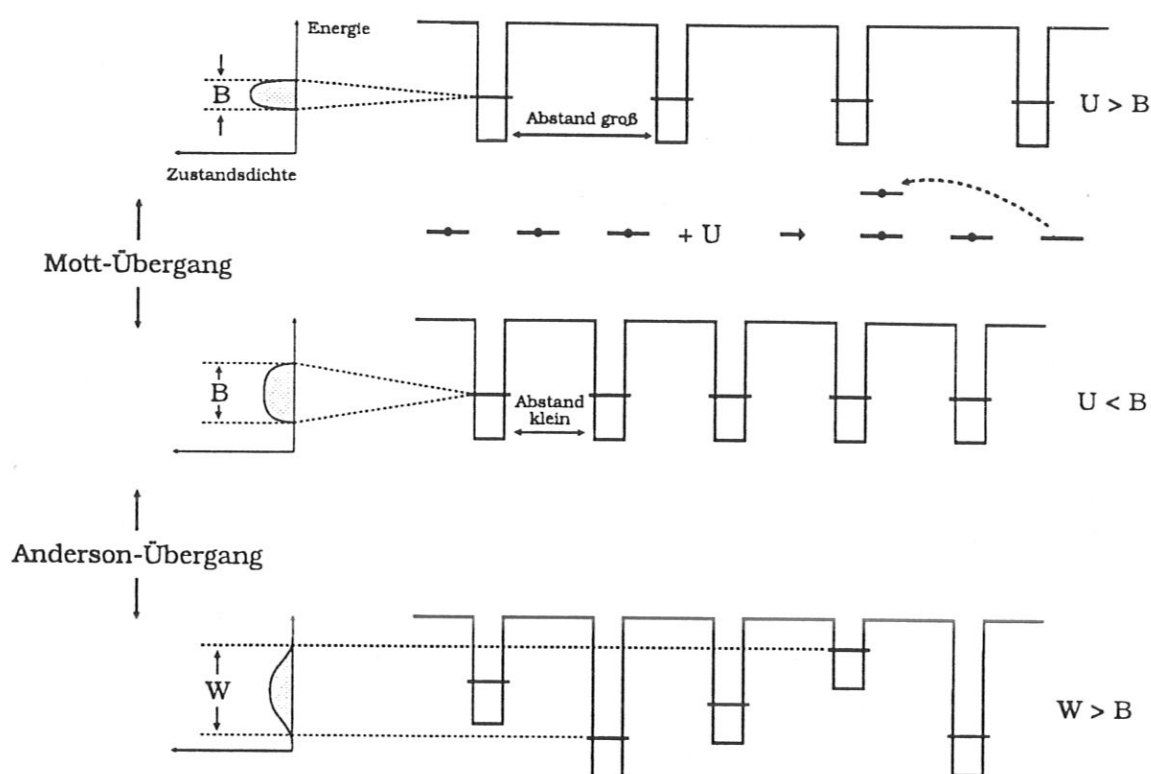 Energie
B
Abstand groß
U > B
Zustandsdichte
+ U
Mott-Übergang
B
Abstand
klein
U < B
Anderson-Übergang
W
W > B